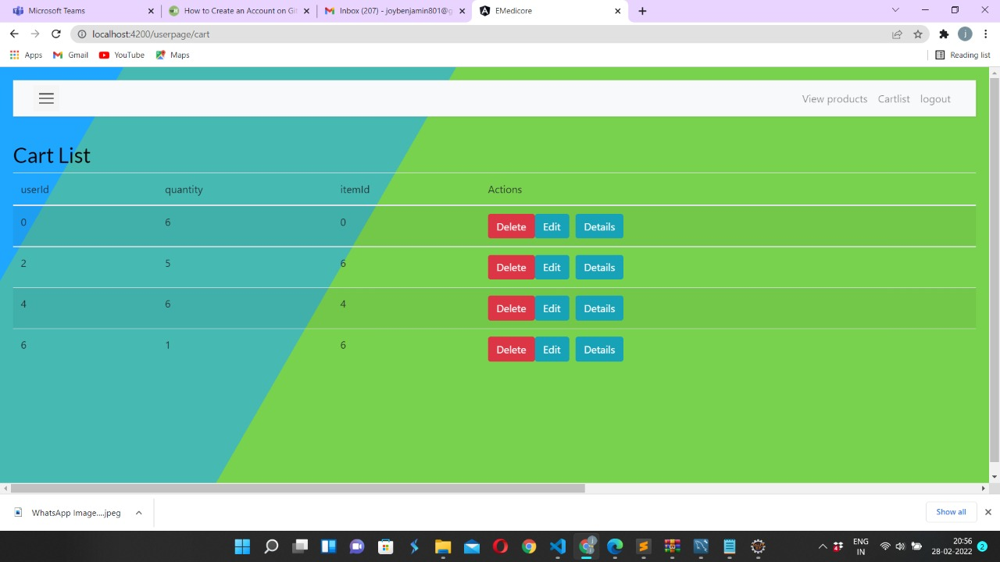 Microsoft Teams
How to Create an Account on Git
Inbox (207) - joybenjamin801@g
EMedicore
localhost:4200/userpage/cart
j
Apps
Gmail
YouTube
Maps
Reading list
View products Cartlist logout
Cart List
userId quantity itemId Actions
0 6 0 Delete Edit Details
2 5 6 Delete Edit Details
4 6 4 Delete Edit Details
6 1 6 Delete Edit Details
WhatsApp Image....jpeg
Show all
ENG
IN
20:56
28-02-2022
2